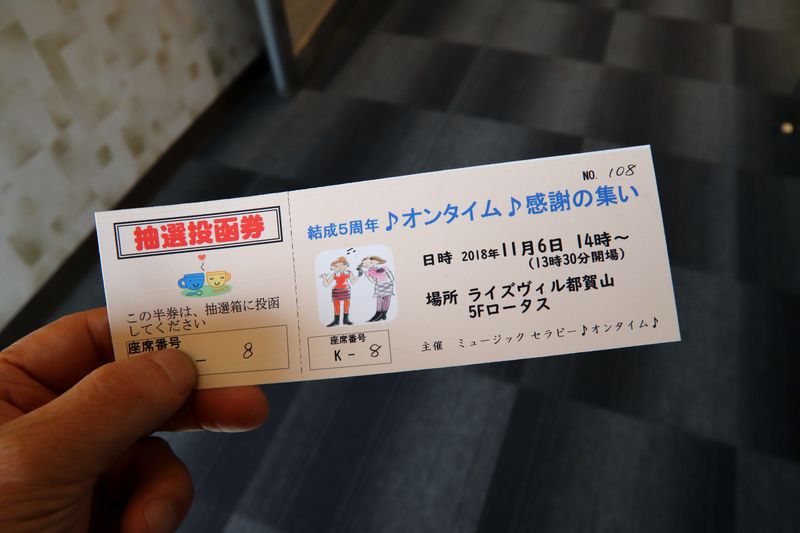 抽選投函券
この半券は、抽選箱に投函
してください
座席番号
- 8
NO. 108
結成5周年♪オンタイム♪感謝の集い
日時 2018年11月6日 14時～
(13時30分開場)
場所 ライズヴィル都賀山
5Fロータス
座席番号
K - 8
主催 ミュージック セラピー♪オンタイム♪